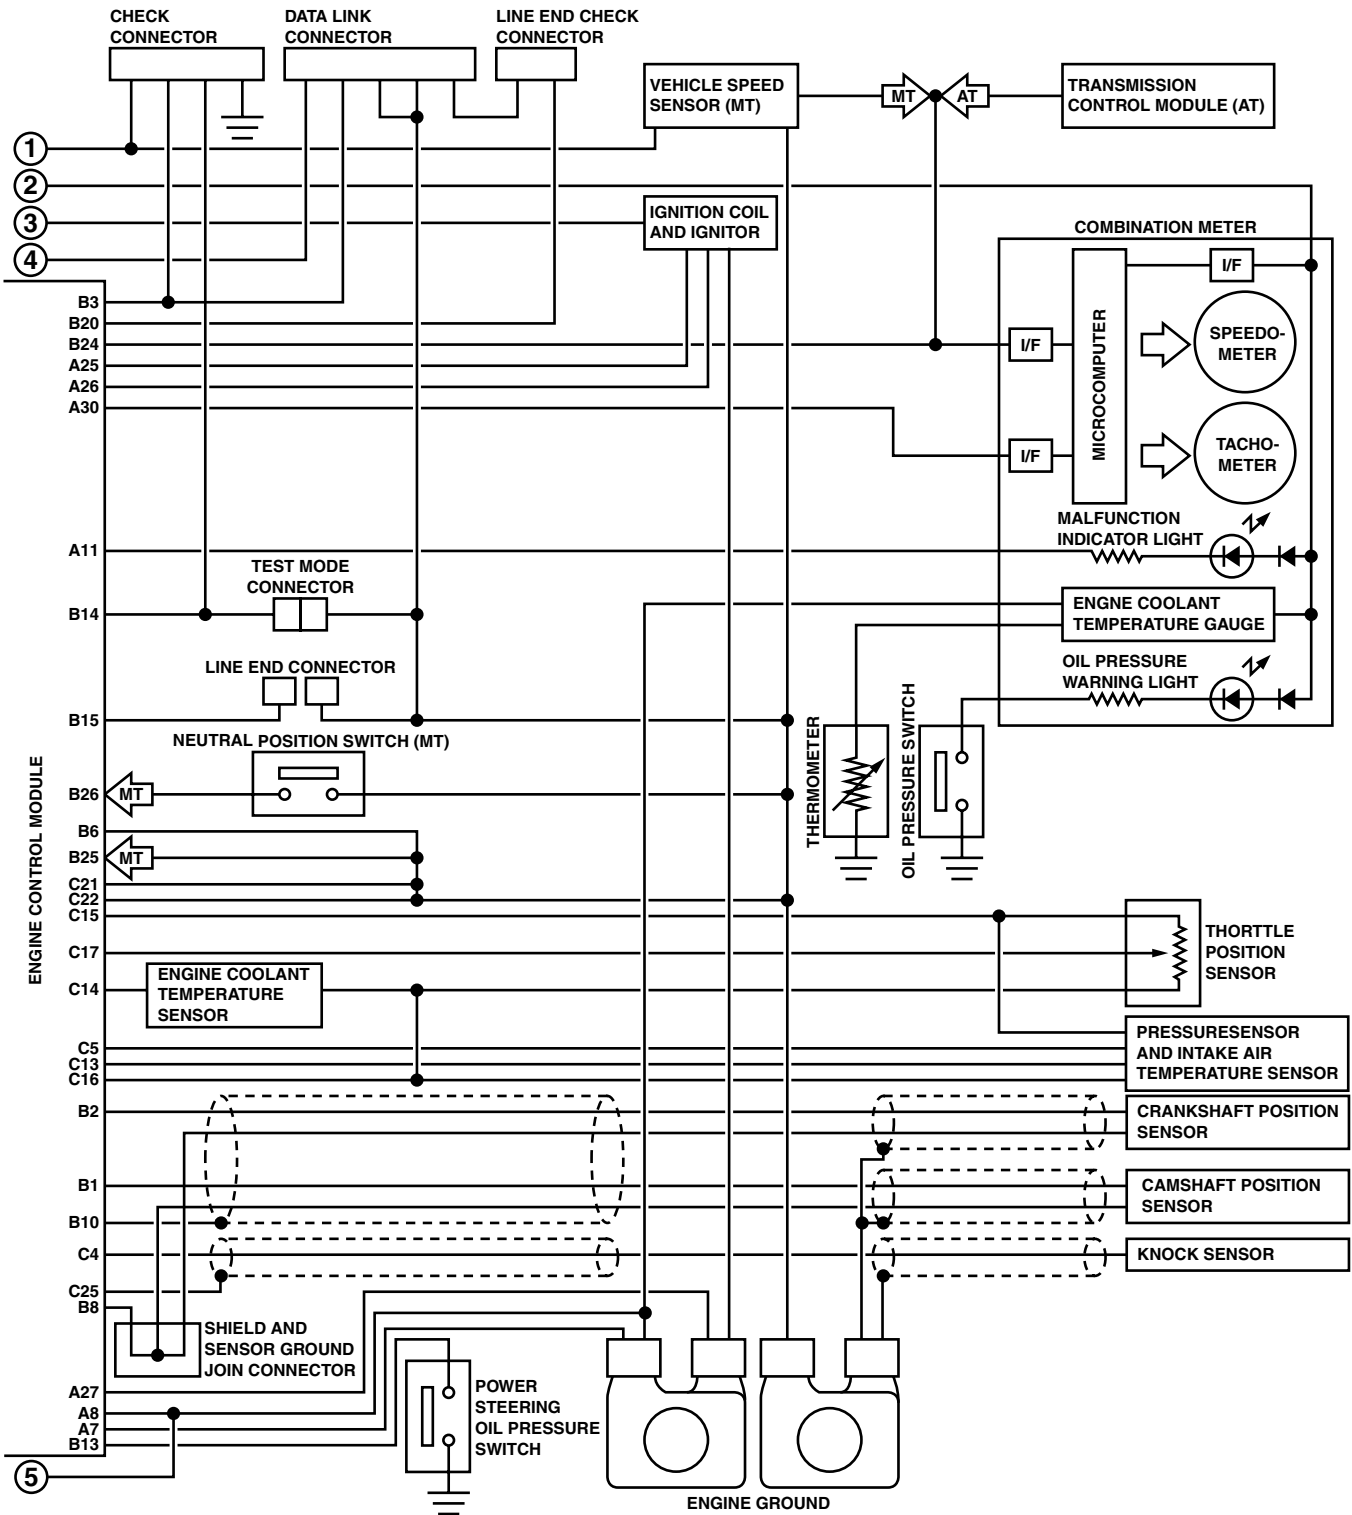 CHECK
CONNECTOR
DATA LINK
CONNECTOR
LINE END CHECK
CONNECTOR
VEHICLE SPEED
SENSOR (MT)
MT
AT
TRANSMISSION
CONTROL MODULE (AT)
1
2
3
4
IGNITION COIL
AND IGNITOR
COMBINATION METER
I/F
B3
B20
B24
A25
A26
A30
I/F
MICROCOMPUTER
SPEEDO-
METER
I/F
TACHO-
METER
A11
MALFUNCTION
INDICATOR LIGHT
TEST MODE
CONNECTOR
B14
ENGNE COOLANT
TEMPERATURE GAUGE
LINE END CONNECTOR
OIL PRESSURE
WARNING LIGHT
B15
NEUTRAL POSITION SWITCH (MT)
THERMOMETER
OIL PRESSURE SWITCH
ENGINE CONTROL MODULE
B26
MT
B6
B25
MT
C21
C22
C15
C17
THORTTLE
POSITION
SENSOR
C14
ENGINE COOLANT
TEMPERATURE
SENSOR
C5
C13
C16
PRESSURESENSOR
AND INTAKE AIR
TEMPERATURE SENSOR
B2
CRANKSHAFT POSITION
SENSOR
B1
CAMSHAFT POSITION
SENSOR
B10
C4
KNOCK SENSOR
C25
B8
SHIELD AND
SENSOR GROUND
JOIN CONNECTOR
A27
A8
A7
B13
POWER
STEERING
OIL PRESSURE
SWITCH
5
ENGINE GROUND